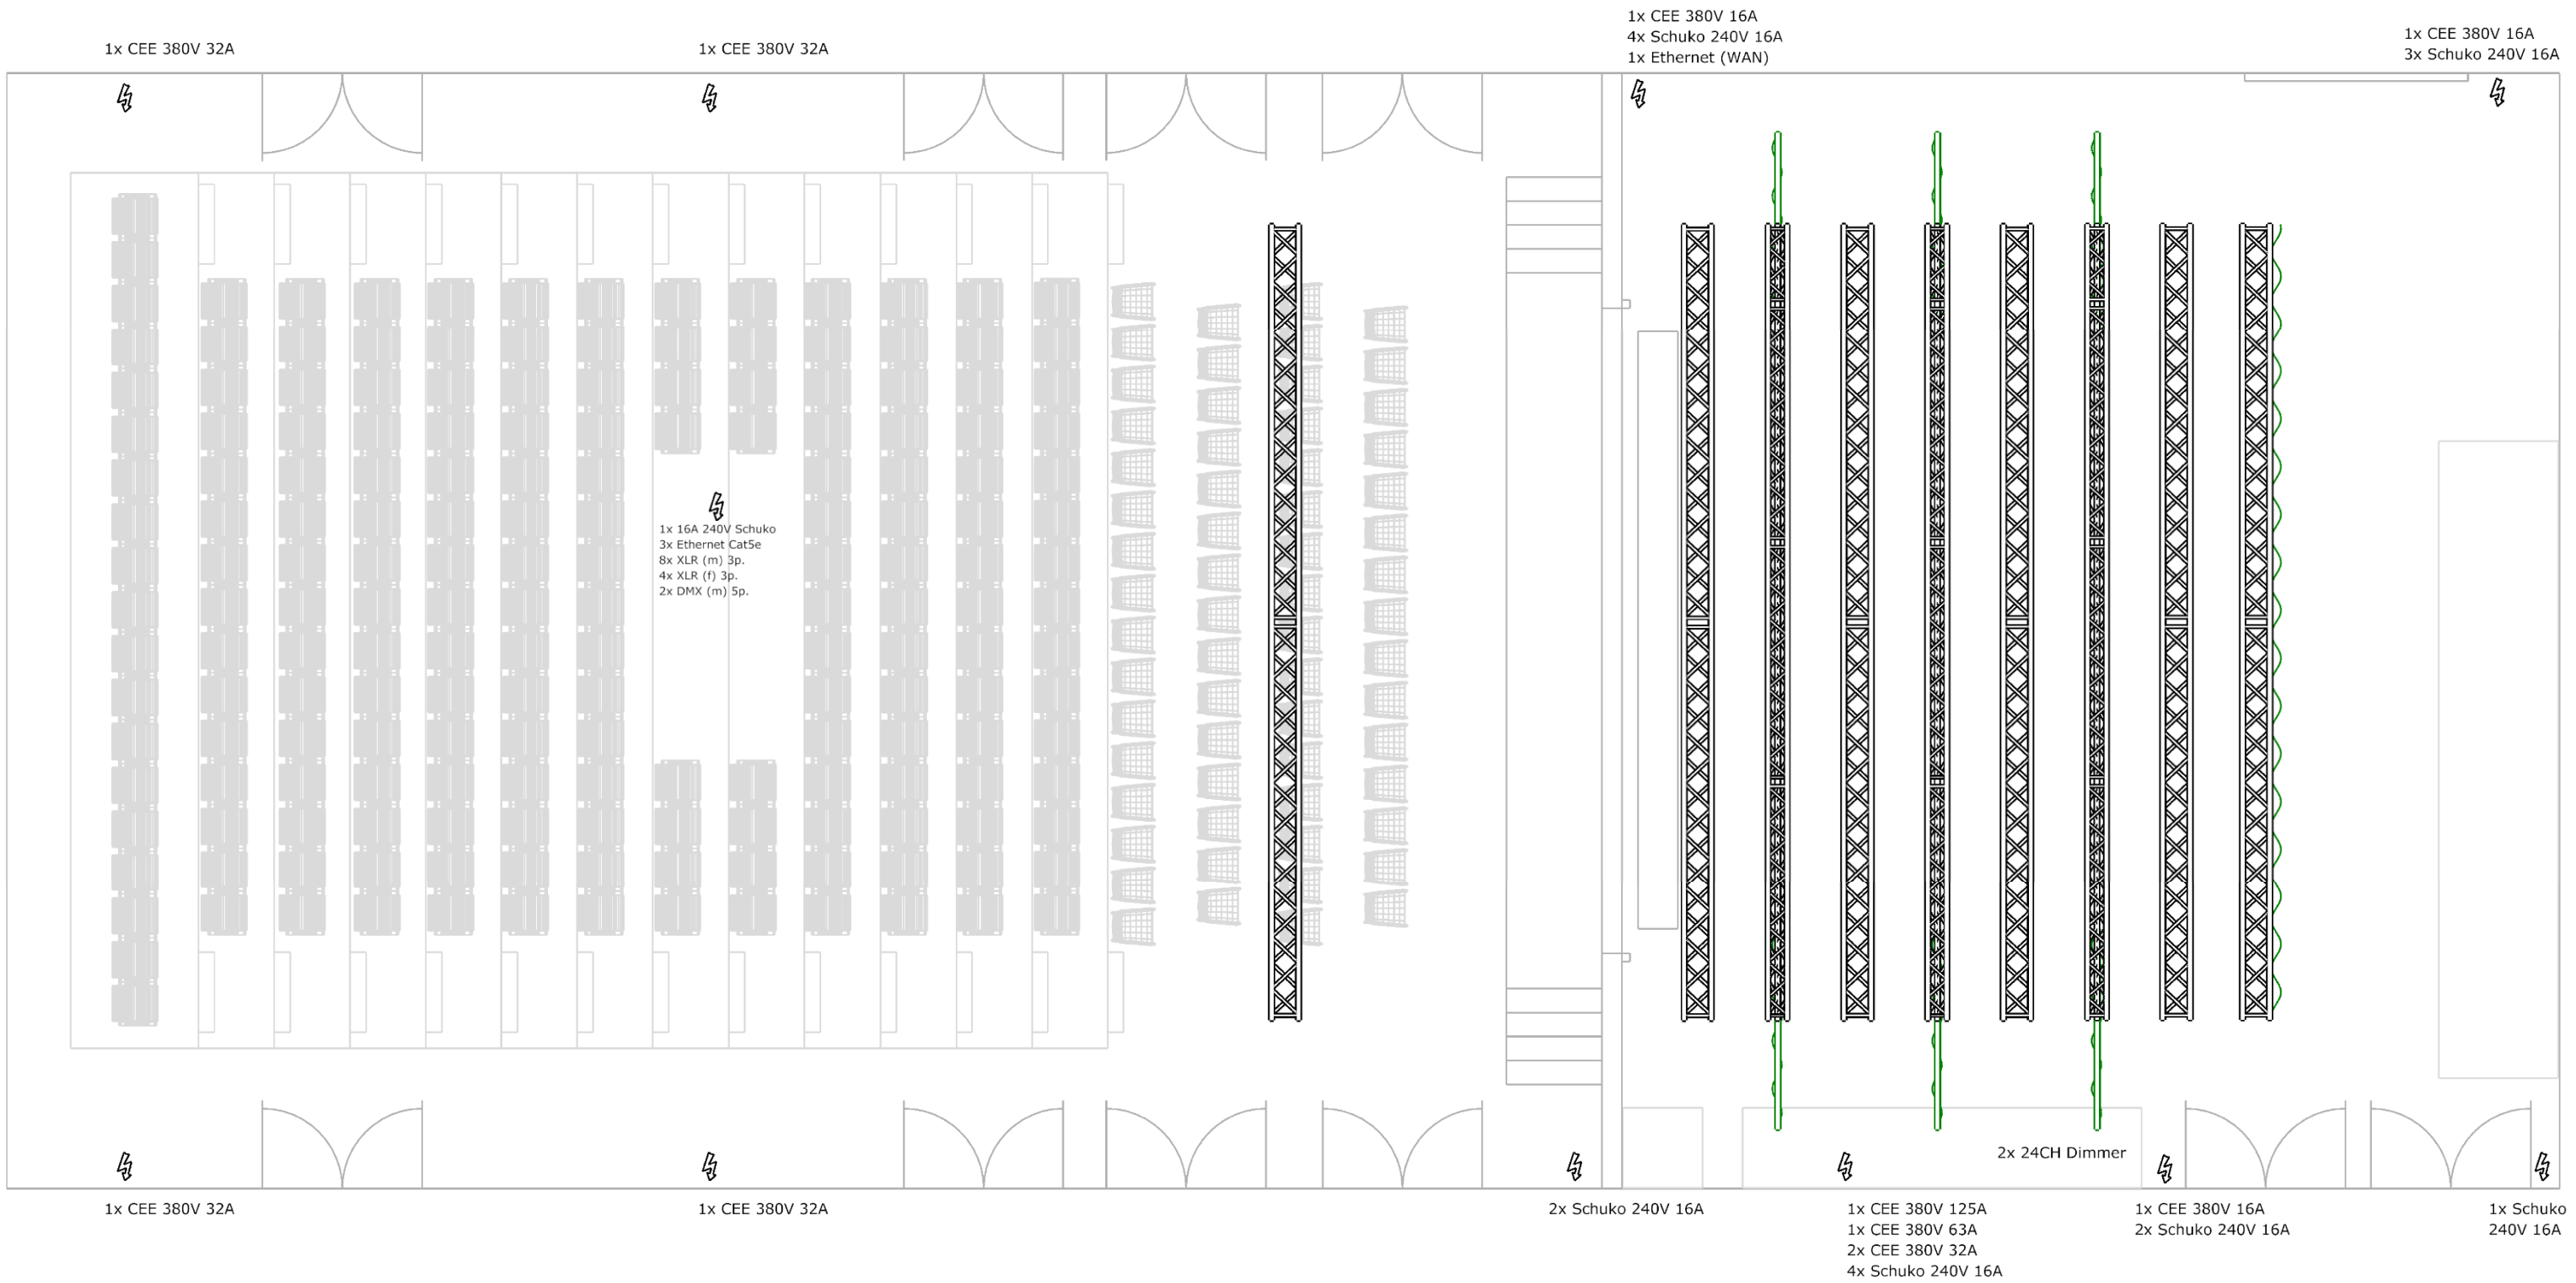 1x CEE 380V 32A
1x CEE 380V 32A
1x CEE 380V 16A
4x Schuko 240V 16A
1x Ethernet (WAN)
1x CEE 380V 16A
3x Schuko 240V 16A
1x 16A 240V Schuko
3x Ethernet Cat5e
8x XLR (m) 3p.
4x XLR (f) 3p.
2x DMX (m) 5p.
2x 24CH Dimmer
1x CEE 380V 32A
1x CEE 380V 32A
2x Schuko 240V 16A
1x CEE 380V 125A
1x CEE 380V 63A
2x CEE 380V 32A
4x Schuko 240V 16A
1x CEE 380V 16A
2x Schuko 240V 16A
1x Schuko
240V 16A